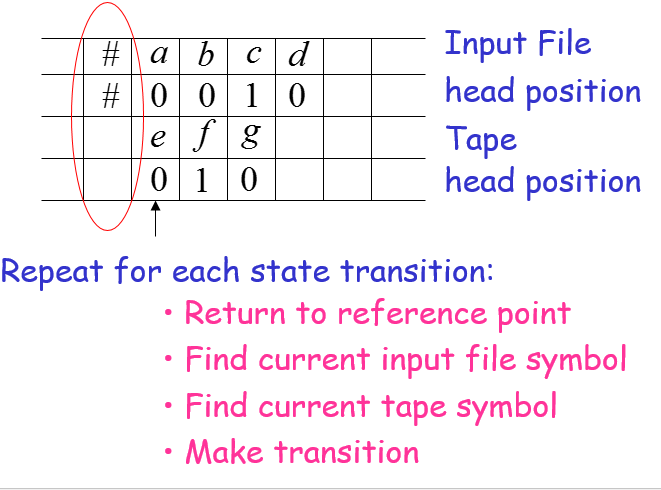 # a b c d Input File
# 0 0 1 0 head position
e f g Tape
0 1 0 head position
Repeat for each state transition:
• Return to reference point
• Find current input file symbol
• Find current tape symbol
• Make transition